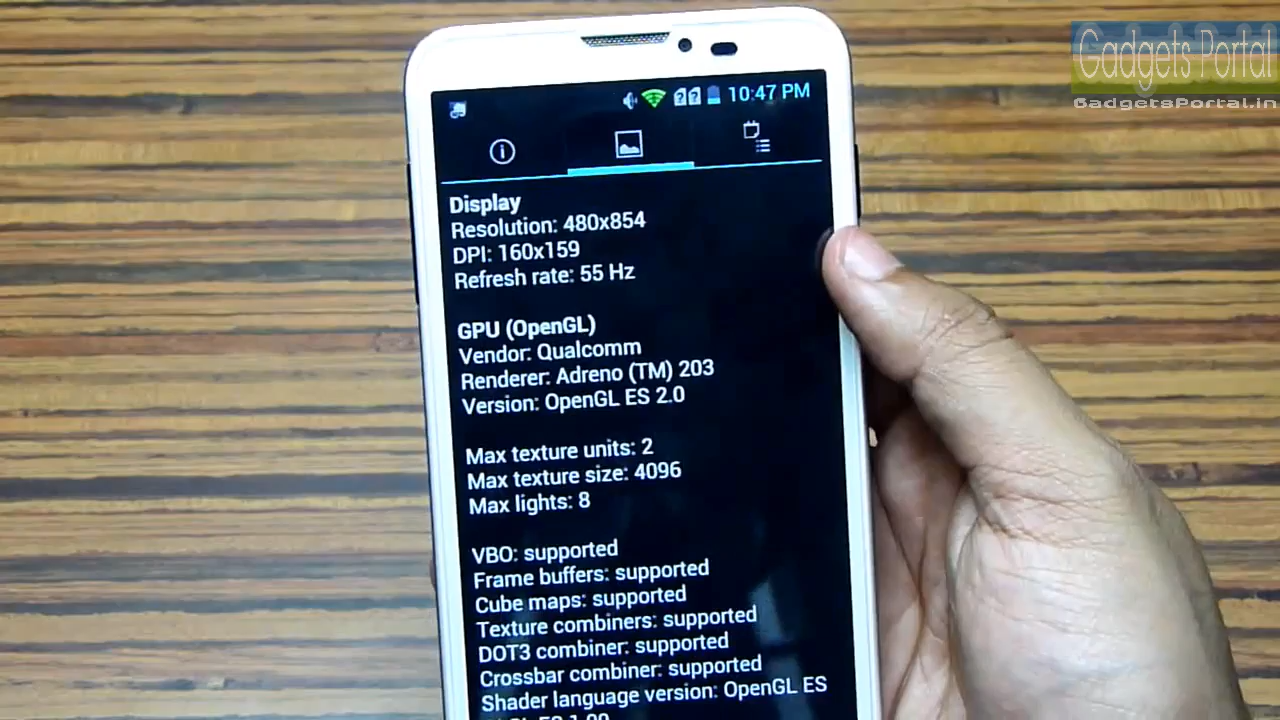 Gadgets Portal
GadgetsPortal.in
10:47 PM
Display
Resolution: 480x854
DPI: 160x159
Refresh rate: 55 Hz
GPU (OpenGL)
Vendor: Qualcomm
Renderer: Adreno (TM) 203
Version: OpenGL ES 2.0
Max texture units: 2
Max texture size: 4096
Max lights: 8
VBO: supported
Frame buffers: supported
Cube maps: supported
Texture combiners: supported
DOT3 combiner: supported
Crossbar combiner: supported
Shader language version: OpenGL ES